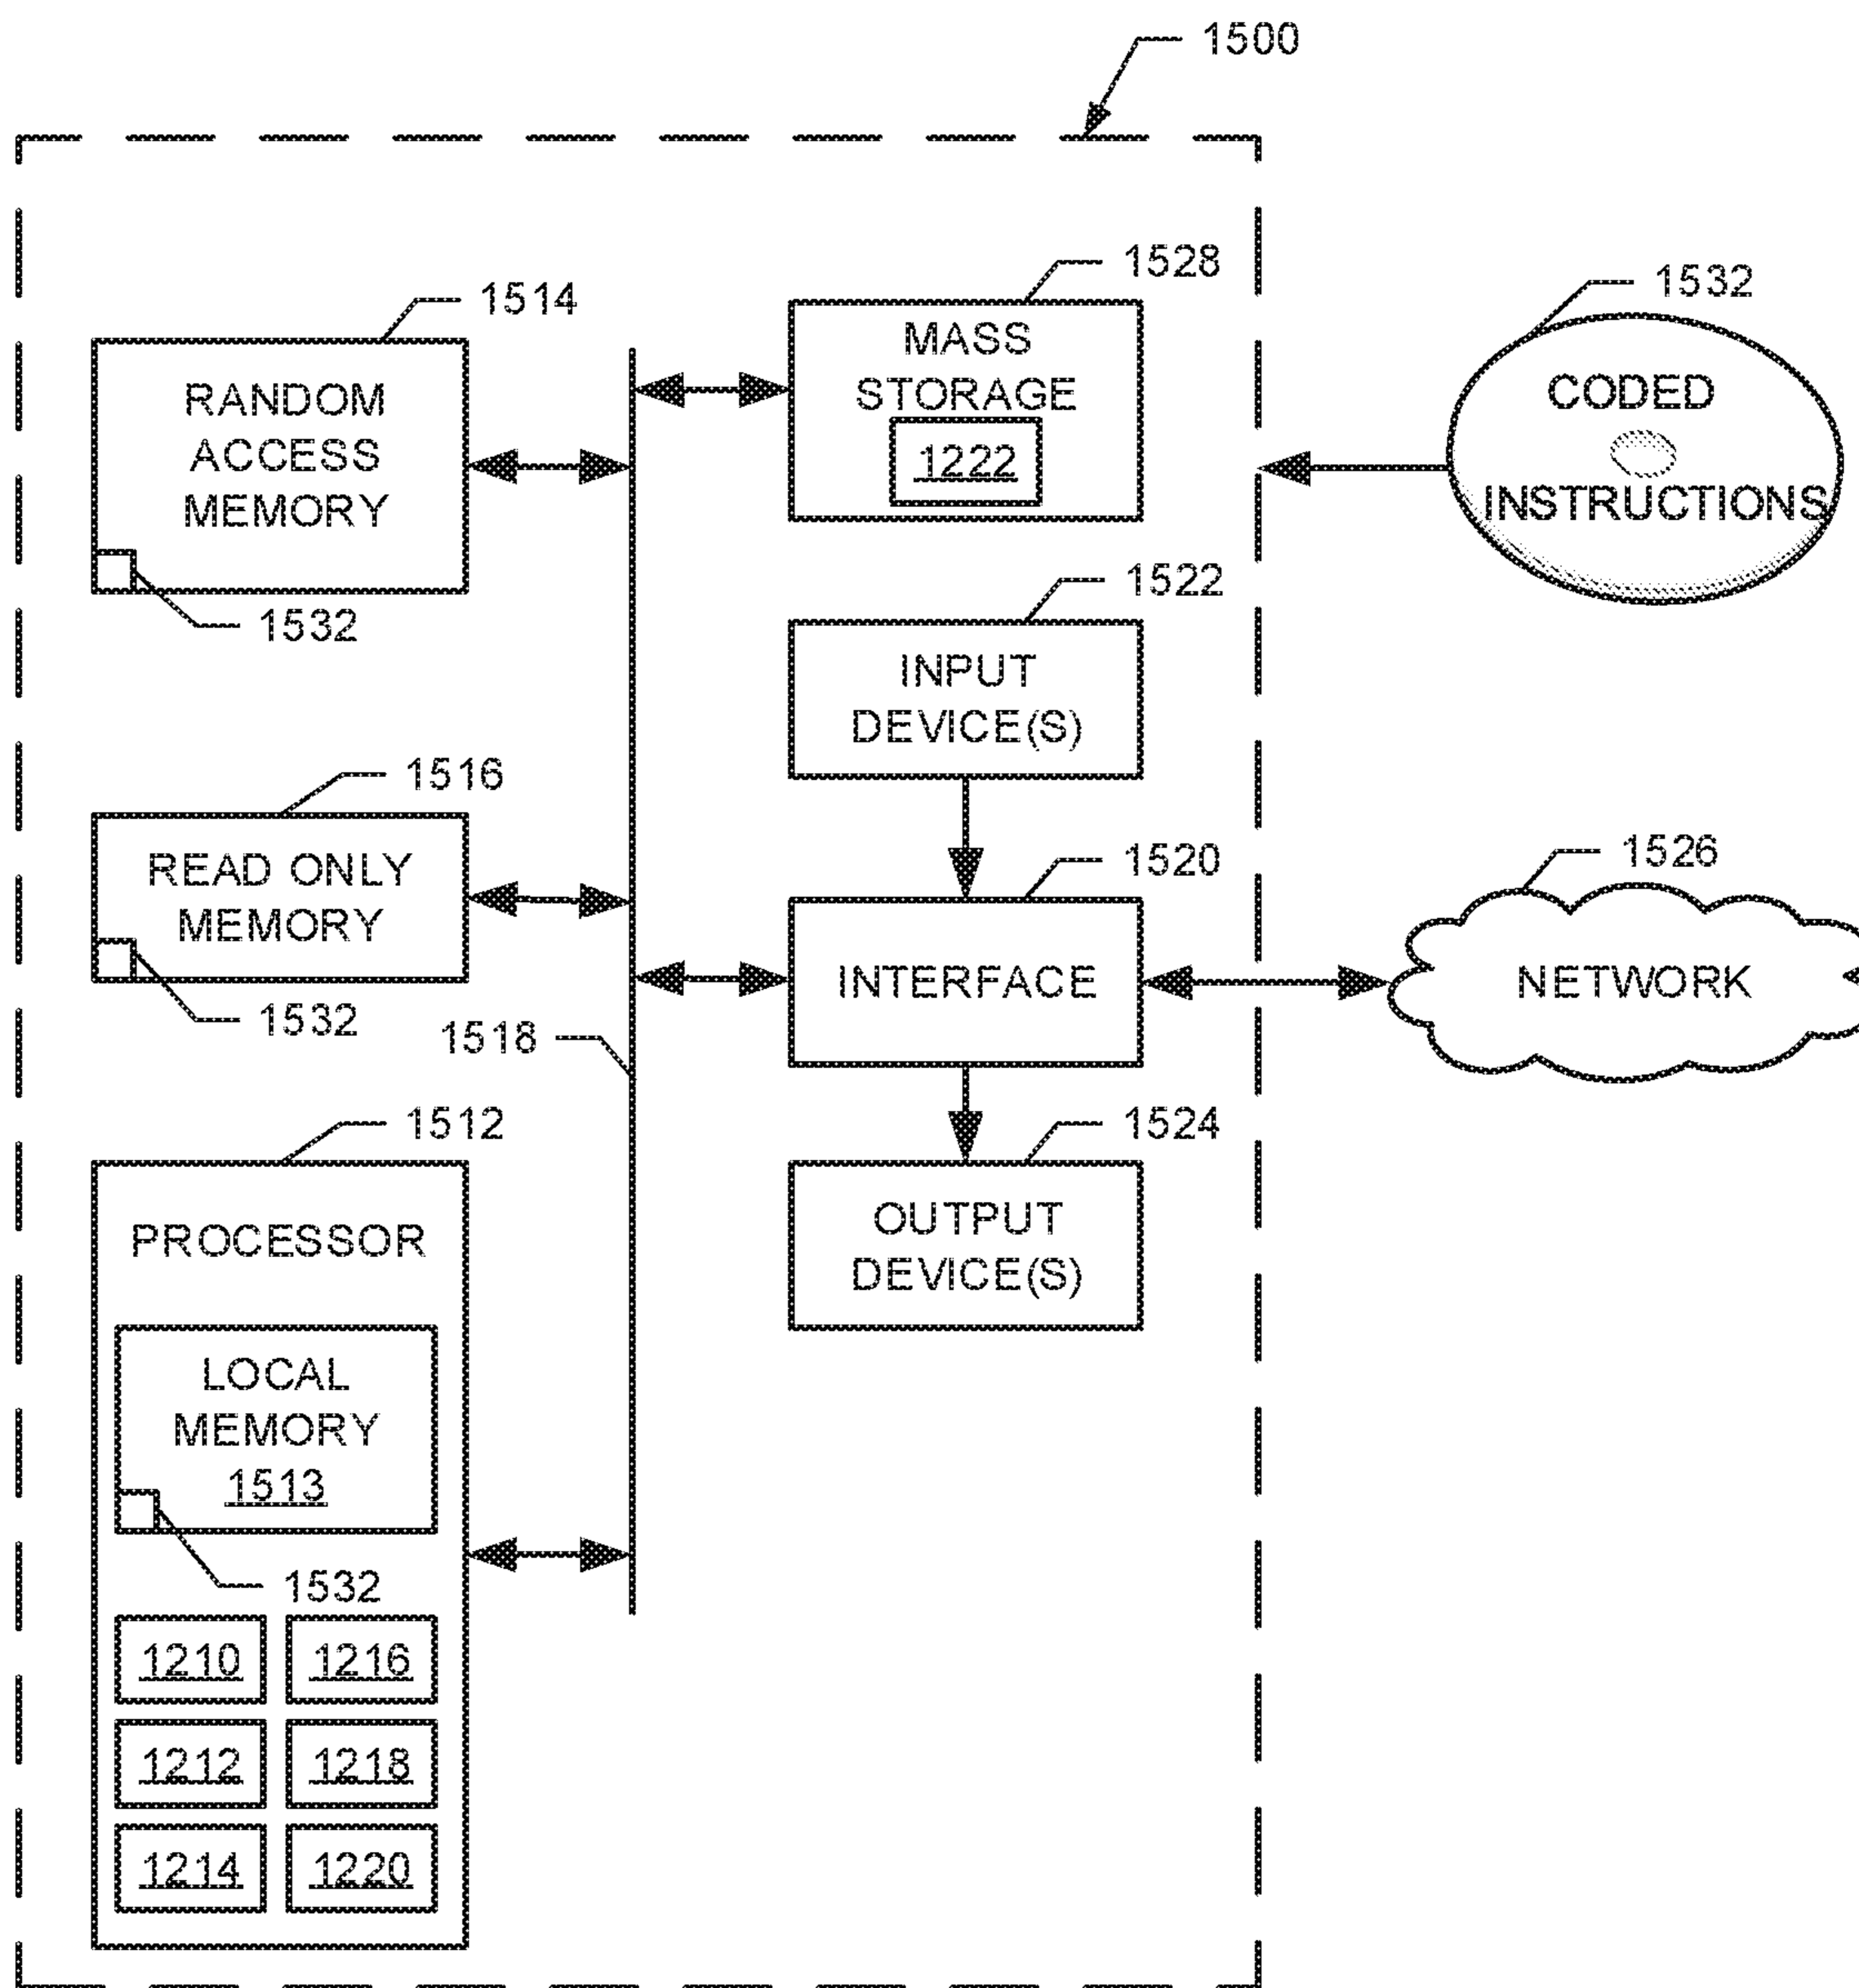 1500
1528
MASS
STORAGE
1222
1514
RANDOM
ACCESS
MEMORY
1532
1532
CODED
INSTRUCTIONS
1522
INPUT
DEVICE(S)
1516
READ ONLY
MEMORY
1532
1520
INTERFACE
1526
NETWORK
1518
1512
PROCESSOR
LOCAL
MEMORY
1513
1532
1210 1216
1212 1218
1214 1220
1524
OUTPUT
DEVICE(S)